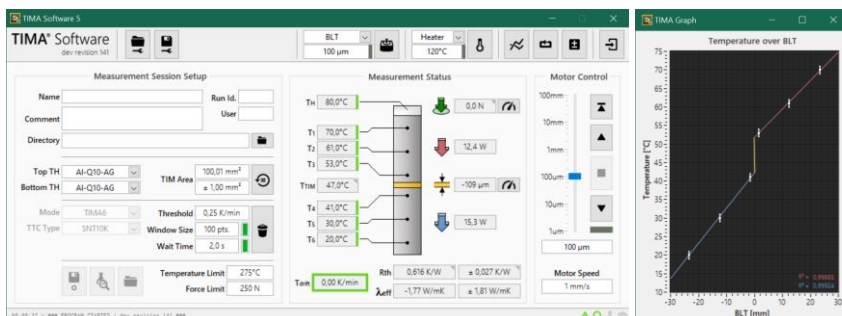 TIMA Software 5
TIMA® Software
dev revision 141
BLT
100 µm
Heater
120°C
Measurement Session Setup
Name
Run Id.
Comment
User
Directory
Top TH AI-Q10-AG
Bottom TH AI-Q10-AG
TIM Area 100,01 mm²
± 1,00 mm²
Mode TIMA6
TTC Type SNT10K
Threshold 0,25 K/min
Window Size 100 pts.
Wait Time 2,0 s
Temperature Limit 275°C
Force Limit 250 N
Measurement Status
TH 80,0°C
0,0 N
T1 70,0°C
T2 61,0°C
12,4 W
T3 53,0°C
TTIM 47,0°C
-109 µm
T4 41,0°C
T5 30,0°C
15,3 W
T6 20,0°C
0,00 K/min
Rth 0,616 K/W ± 0,027 K/W
λeff -1,77 W/mK ± 1,81 W/mK
Motor Control
100mm
10mm
1mm
100um
10um
1um
100 µm
Motor Speed
1 mm/s
TIMA Graph
Temperature over BLT
Temperature [°C]
75
70
65
60
55
50
45
40
35
30
25
20
15
10
-30 -20 -10 0 10 20 30
BLT [mm]